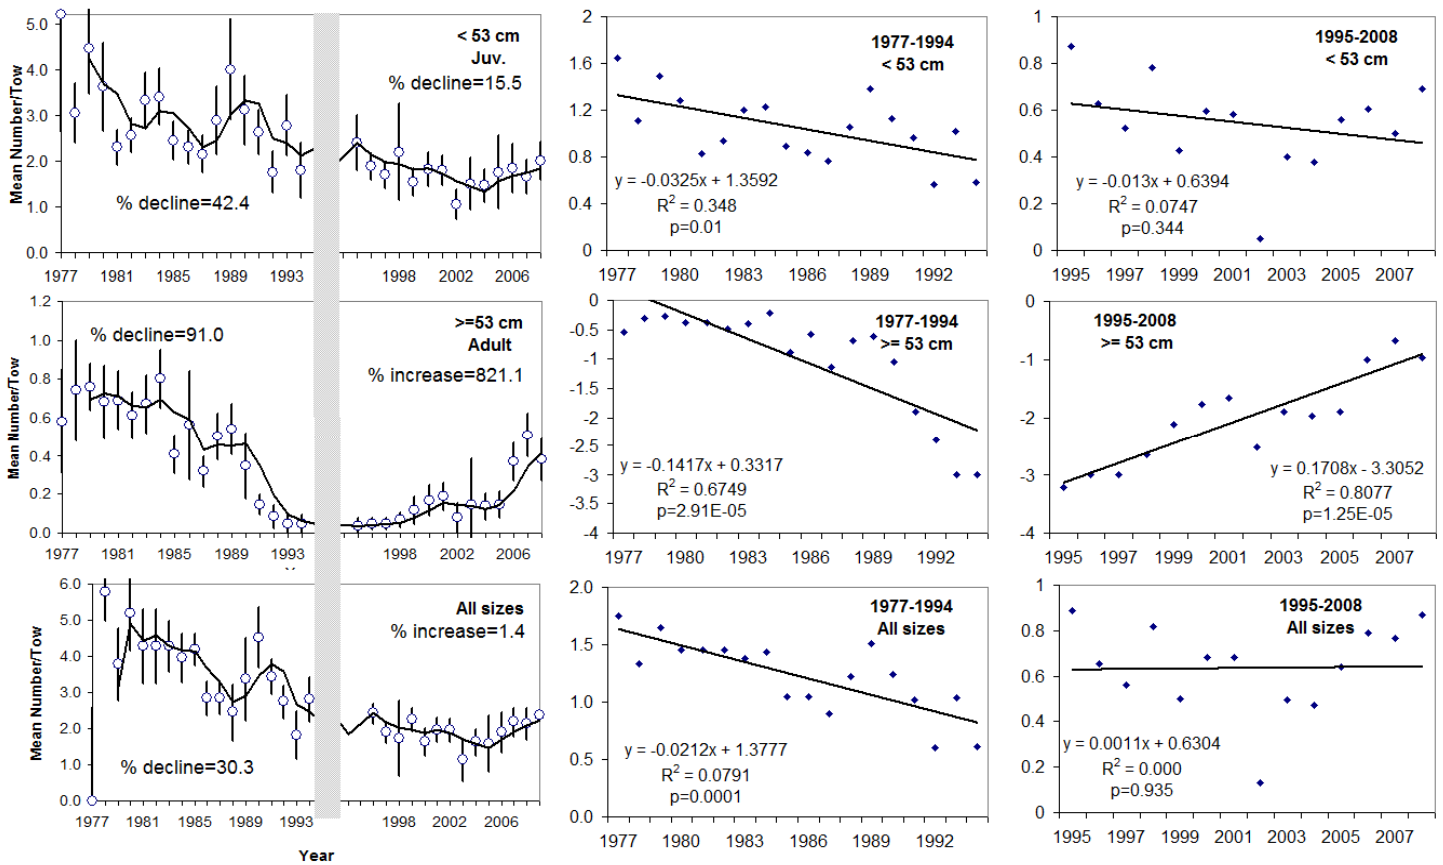 5.0
4.0
3.0
2.0
1.0
0.0
Mean Number/Tow
< 53 cm
Juv.
% decline=15.5
% decline=42.4
1977 1981 1985 1989 1993 1998 2002 2006
2
1.6
1.2
0.8
0.4
0
1977-1994
< 53 cm
y = -0.0325x + 1.3592
R2 = 0.348
p=0.01
1977 1980 1983 1986 1989 1992
1
0.8
0.6
0.4
0.2
0
1995-2008
< 53 cm
y = -0.013x + 0.6394
R2 = 0.0747
p=0.344
1995 1997 1999 2001 2003 2005 2007
1.2
1.0
0.8
0.6
0.4
0.2
0.0
Mean Number/Tow
% decline=91.0
>=53 cm
Adult
% increase=821.1
1977 1981 1985 1989 1993 1998 2002 2006
0
-0.5
-1
-1.5
-2
-2.5
-3
-3.5
-4
1977-1994
>= 53 cm
y = -0.1417x + 0.3317
R2 = 0.6749
p=2.91E-05
1977 1980 1983 1986 1989 1992
0
-1
-2
-3
-4
1995-2008
>= 53 cm
y = 0.1708x - 3.3052
R2 = 0.8077
p=1.25E-05
1995 1997 1999 2001 2003 2005 2007
6.0
5.0
4.0
3.0
2.0
1.0
0.0
Mean Number/Tow
All sizes
% increase=1.4
% decline=30.3
1977 1981 1985 1989 1993 1998 2002 2006
Year
2.0
1.5
1.0
0.5
0.0
1977-1994
All sizes
y = -0.0212x + 1.3777
R2 = 0.0791
p=0.0001
1977 1980 1983 1986 1989 1992
1
0.8
0.6
0.4
0.2
0
1995-2008
All sizes
y = 0.0011x + 0.6304
R2 = 0.000
p=0.935
1995 1997 1999 2001 2003 2005 2007